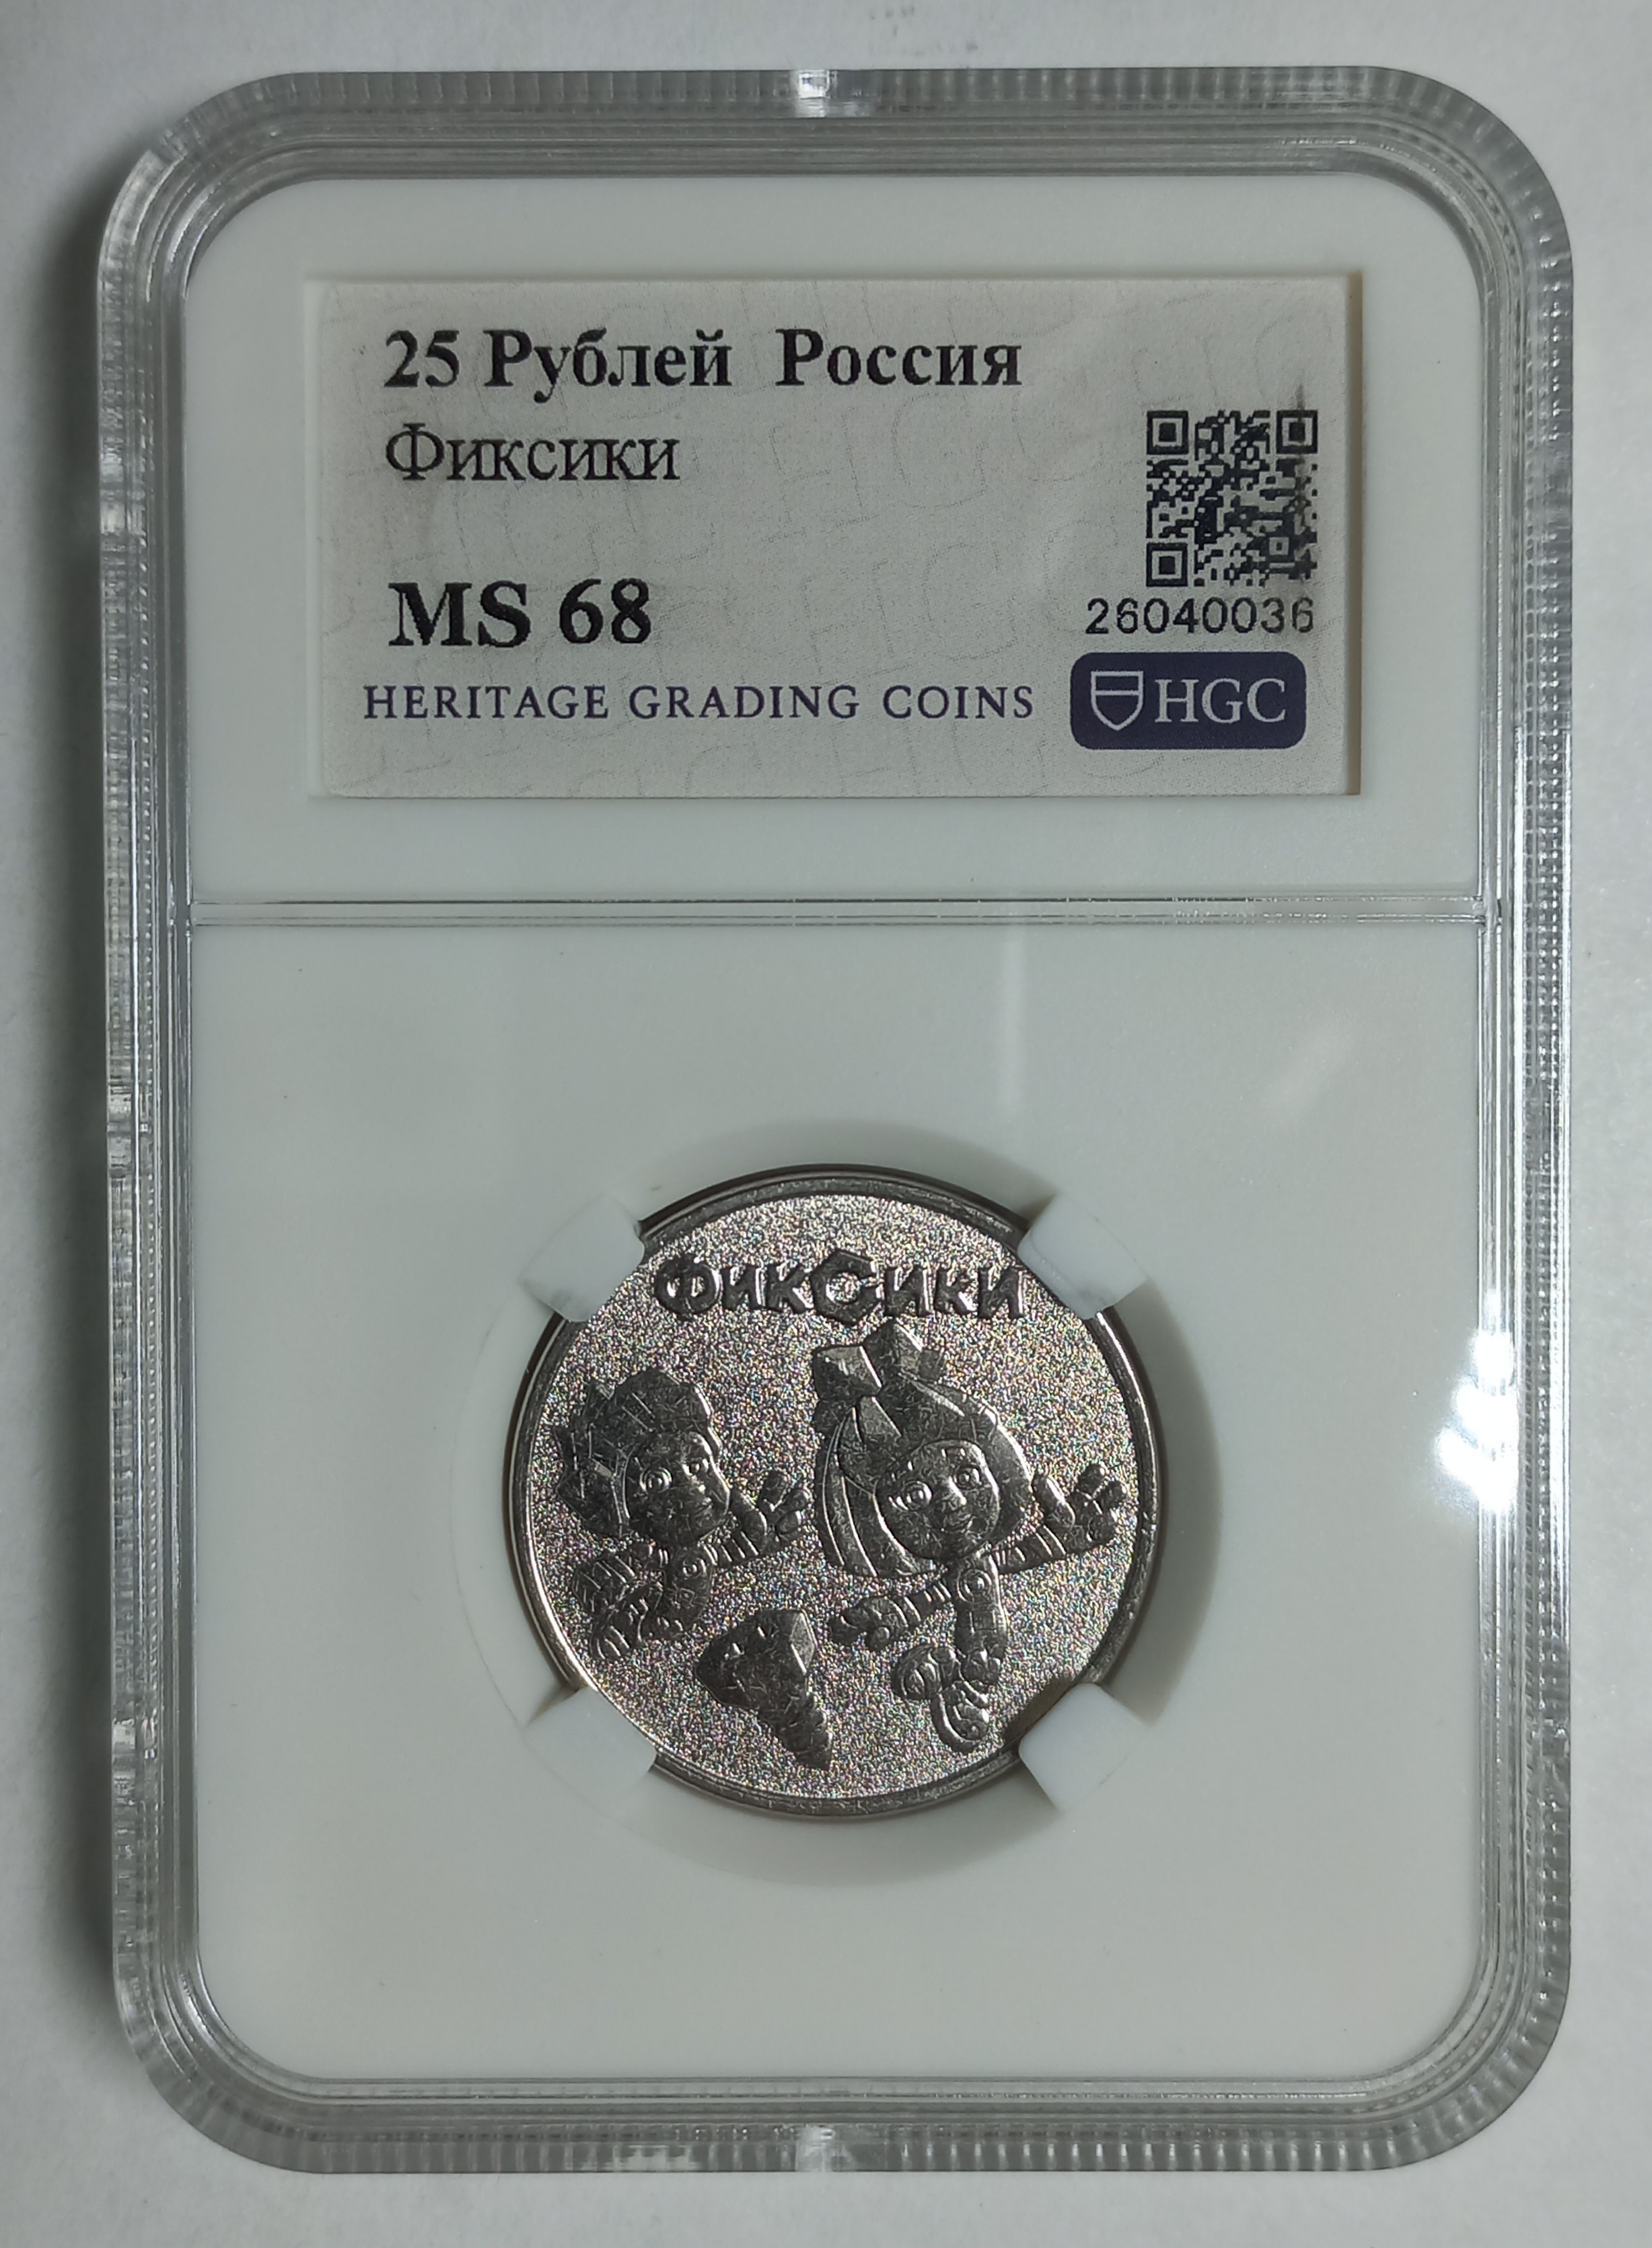 25 Рублей Россия
Фиксики
MS 68
26040036
HERITAGE GRADING COINS
HGC
ФИКСИКИ